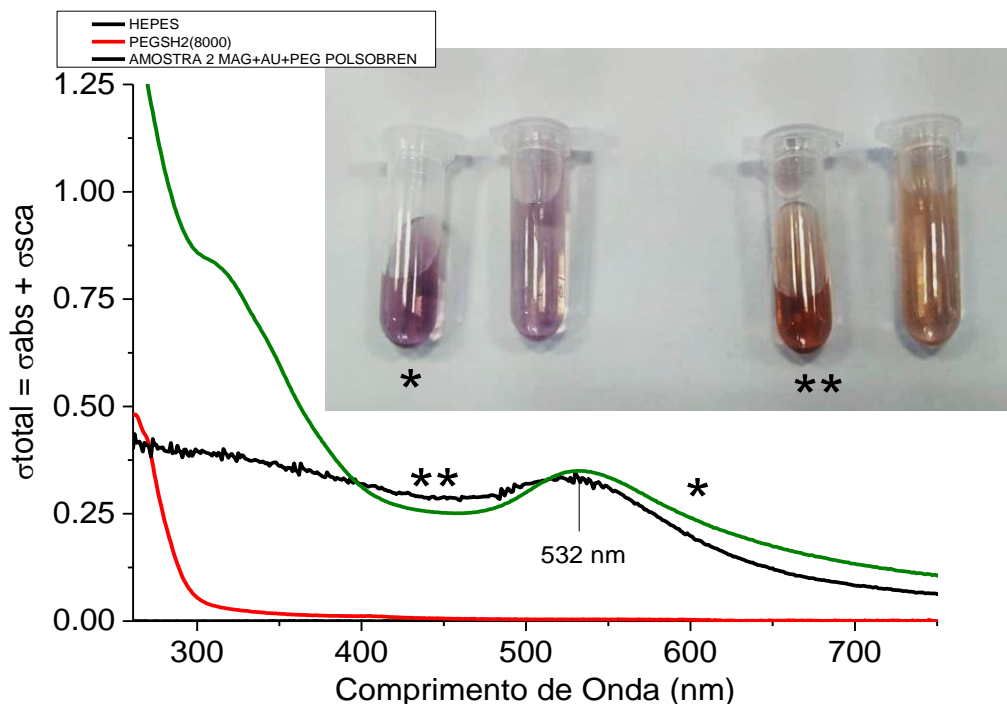 HEPES
PEGSH2(8000)
AMOSTRA 2 MAG+AU+PEG POLSOBREN
1.25
1.00
0.75
0.50
0.25
0.00
σtotal = σabs + σsca
*
**
**
*
532 nm
300
400
500
600
700
Comprimento de Onda (nm)